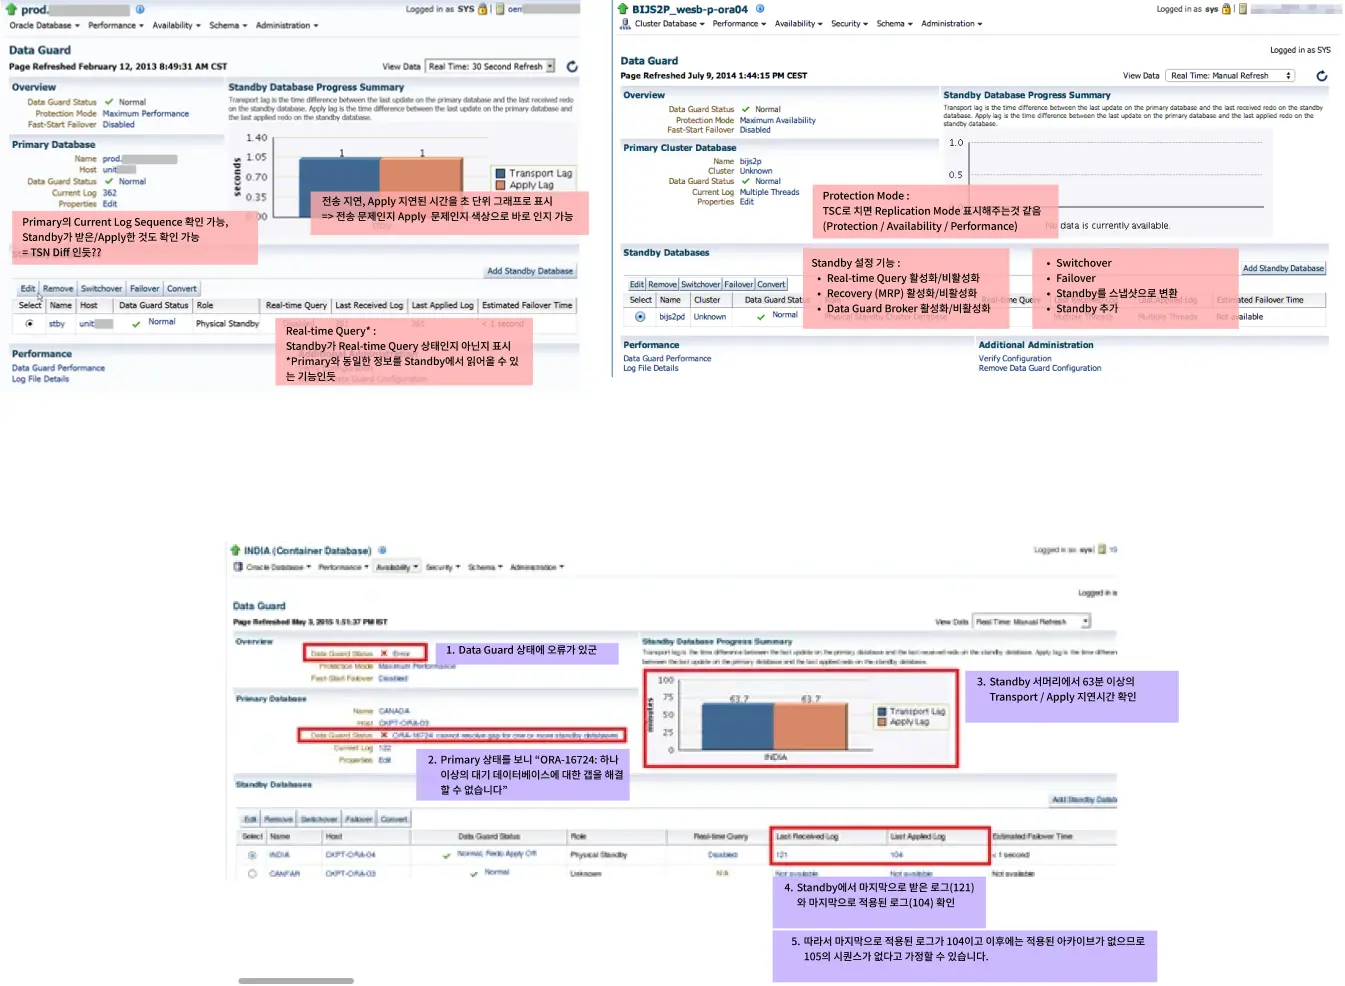 prod.
Logged in as SYS
oem
Oracle Database Performance Availability Schema Administration
Data Guard
Page Refreshed February 12, 2013 8:49:31 AM CST
View Data Real Time: 30 Second Refresh
Overview
Data Guard Status Normal
Protection Mode Maximum Performance
Fast-Start Failover Disabled
Primary Database
Name prod.
Host unit
Data Guard Status Normal
Current Log 362
Properties Edit
Standby Database Progress Summary
Transport lag is the time difference between the last update on the primary database and the last received redo
on the standby database. Apply lag is the time difference between the last update on the primary database and
the last applied redo on the standby database.
seconds
1.40
1.05
0.70
0.35
0.00
1 1
Transport Lag
Apply Lag
전송 지연, Apply 지연된 시간을 초 단위 그래프로 표시
=> 전송 문제인지 Apply 문제인지 색상으로 바로 인지 가능
Primary의 Current Log Sequence 확인 가능,
Standby가 받은/Apply한 것도 확인 가능
= TSN Diff 인듯??
Add Standby Database
Edit Remove Switchover Failover Convert
Select Name Host Data Guard Status Role Real-time Query Last Received Log Last Applied Log Estimated Failover Time
stby unit Normal Physical Standby < 1 second
Real-time Query* :
Standby가 Real-time Query 상태인지 아닌지 표시
*Primary와 동일한 정보를 Standby에서 읽어올 수 있
는 기능인듯
Performance
Data Guard Performance
Log File Details
BIJS2P_wesb-p-ora04
Logged in as sys
Cluster Database Performance Availability Security Schema Administration
Logged in as SYS
Data Guard
Page Refreshed July 9, 2014 1:44:15 PM CEST
View Data Real Time: Manual Refresh
Overview
Data Guard Status Normal
Protection Mode Maximum Availability
Fast-Start Failover Disabled
Primary Cluster Database
Name bijs2p
Cluster Unknown
Data Guard Status Normal
Current Log Multiple Threads
Properties Edit
Standby Database Progress Summary
Transport lag is the time difference between the last update on the primary database and the last received redo on the standby
database. Apply lag is the time difference between the last update on the primary database and the last applied redo on the standby
database.
1.0
0.5
No data is currently available.
Protection Mode :
TSC로 치면 Replication Mode 표시해주는것 같음
(Protection / Availability / Performance)
Standby Databases
Add Standby Database
Edit Remove Switchover Failover Convert
Select Name Cluster Data Guard Status Real-time Query Estimated Failover Time
bijs2pd Unknown Normal Physical Standby Cluster Database Multiple Threads Multiple Threads Not available
Standby 설정 기능 :
• Real-time Query 활성화/비활성화
• Recovery (MRP) 활성화/비활성화
• Data Guard Broker 활성화/비활성화
• Switchover
• Failover
• Standby를 스냅샷으로 변환
• Standby 추가
Performance
Data Guard Performance
Log File Details
Additional Administration
Verify Configuration
Remove Data Guard Configuration
INDIA (Container Database)
Logged in as sys 19
Oracle Database Performance Availability Security Schema Administration
Logged in a
Data Guard
Page Refreshed May 3, 2015 1:51:37 PM IST
View Data Real Time: Manual Refresh
Overview
Data Guard Status Error
Protection Mode Maximum Performance
Fast-Start Failover Disabled
1. Data Guard 상태에 오류가 있군
Primary Database
Name CANADA
Host CKPT-ORA-03
Data Guard Status ORA-16724: cannot resolve gap for one or more standby databases
Current Log 122
Properties Edit
2. Primary 상태를 보니 “ORA-16724: 하나
이상의 대기 데이터베이스에 대한 갭을 해결
할 수 없습니다”
Standby Database Progress Summary
Transport lag is the time difference between the last update on the primary database and the last received redo on the standby
between the last update on the primary database and the last applied redo on the standby database.
minutes
100
75
50
25
0
63.7 63.7
INDIA
Transport Lag
Apply Lag
3. Standby 서머리에서 63분 이상의
Transport / Apply 지연시간 확인
Standby Databases
Add Standby Datab
Edit Remove Switchover Failover Convert
Select Name Host Data Guard Status Role Real-time Query Last Received Log Last Applied Log Estimated Failover Time
INDIA CKPT-ORA-04 Normal, Redo Apply Off Physical Standby Disabled 121 104 < 1 second
CANFAR CKPT-ORA-03 Normal Unknown N/A Not available Not available Not available
4. Standby에서 마지막으로 받은 로그(121)
와 마지막으로 적용된 로그(104) 확인
5. 따라서 마지막으로 적용된 로그가 104이고 이후에는 적용된 아카이브가 없으므로
105의 시퀀스가 없다고 가정할 수 있습니다.